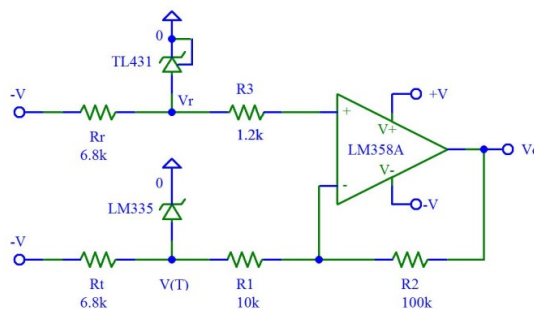 0
TL431
-V
Vr
R3
+V
Rr
6.8k
1.2k
+
V+
LM358A
0
V-
LM335
-
-V
-V
Rt
6.8k
V(T)
R1
10k
R2
100k